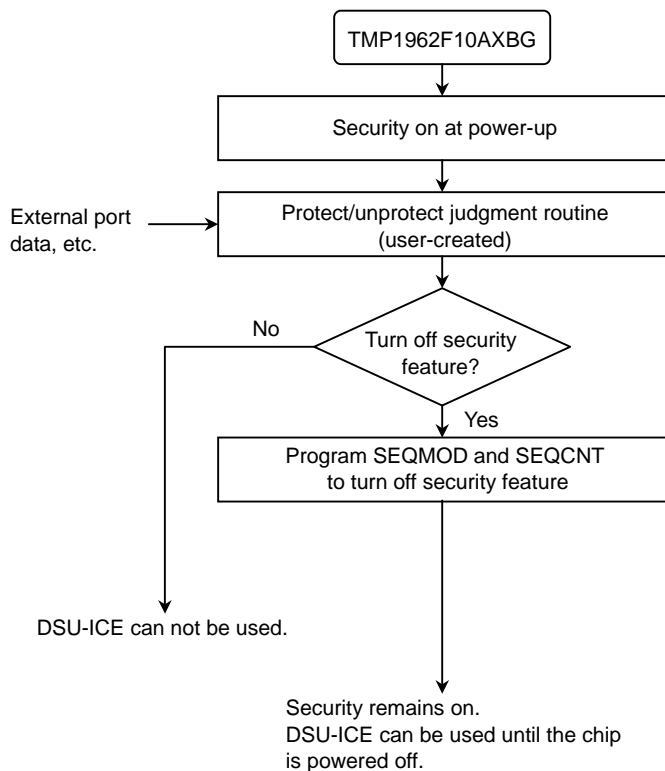 TMP1962F10AXBG
Security on at power-up
External port
data, etc.
Protect/unprotect judgment routine
(user-created)
No
Turn off security
feature?
Yes
Program SEQMOD and SEQCNT
to turn off security feature
DSU-ICE can not be used.
Security remains on.
DSU-ICE can be used until the chip
is powered off.